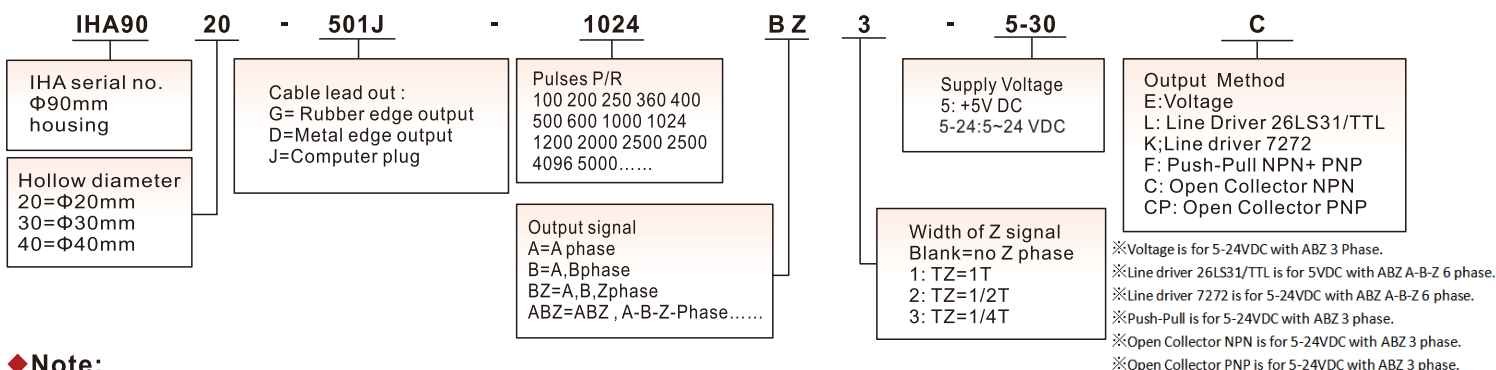 IHA90 20 - 501J - 1024 BZ 3 - 5-30 C
IHA serial no.
Φ90mm
housing
Hollow diameter
20=Φ20mm
30=Φ30mm
40=Φ40mm
Cable lead out :
G= Rubber edge output
D=Metal edge output
J=Computer plug
Pulses P/R
100 200 250 360 400
500 600 1000 1024
1200 2000 2500 2500
4096 5000......
Output signal
A=A phase
B=A,Bphase
BZ=A,B,Zphase
ABZ=ABZ , A-B-Z-Phase......
Supply Voltage
5: +5V DC
5-24:5~24 VDC
Width of Z signal
Blank=no Z phase
1: TZ=1T
2: TZ=1/2T
3: TZ=1/4T
Output Method
E:Voltage
L: Line Driver 26LS31/TTL
K;Line driver 7272
F: Push-Pull NPN+ PNP
C: Open Collector NPN
CP: Open Collector PNP
※Voltage is for 5-24VDC with ABZ 3 Phase.
※Line driver 26LS31/TTL is for 5VDC with ABZ A-B-Z 6 phase.
※Line driver 7272 is for 5-24VDC with ABZ A-B-Z 6 phase.
※Push-Pull is for 5-24VDC with ABZ 3 phase.
※Open Collector NPN is for 5-24VDC with ABZ 3 phase.
※Open Collector PNP is for 5-24VDC with ABZ 3 phase.
◆Note: